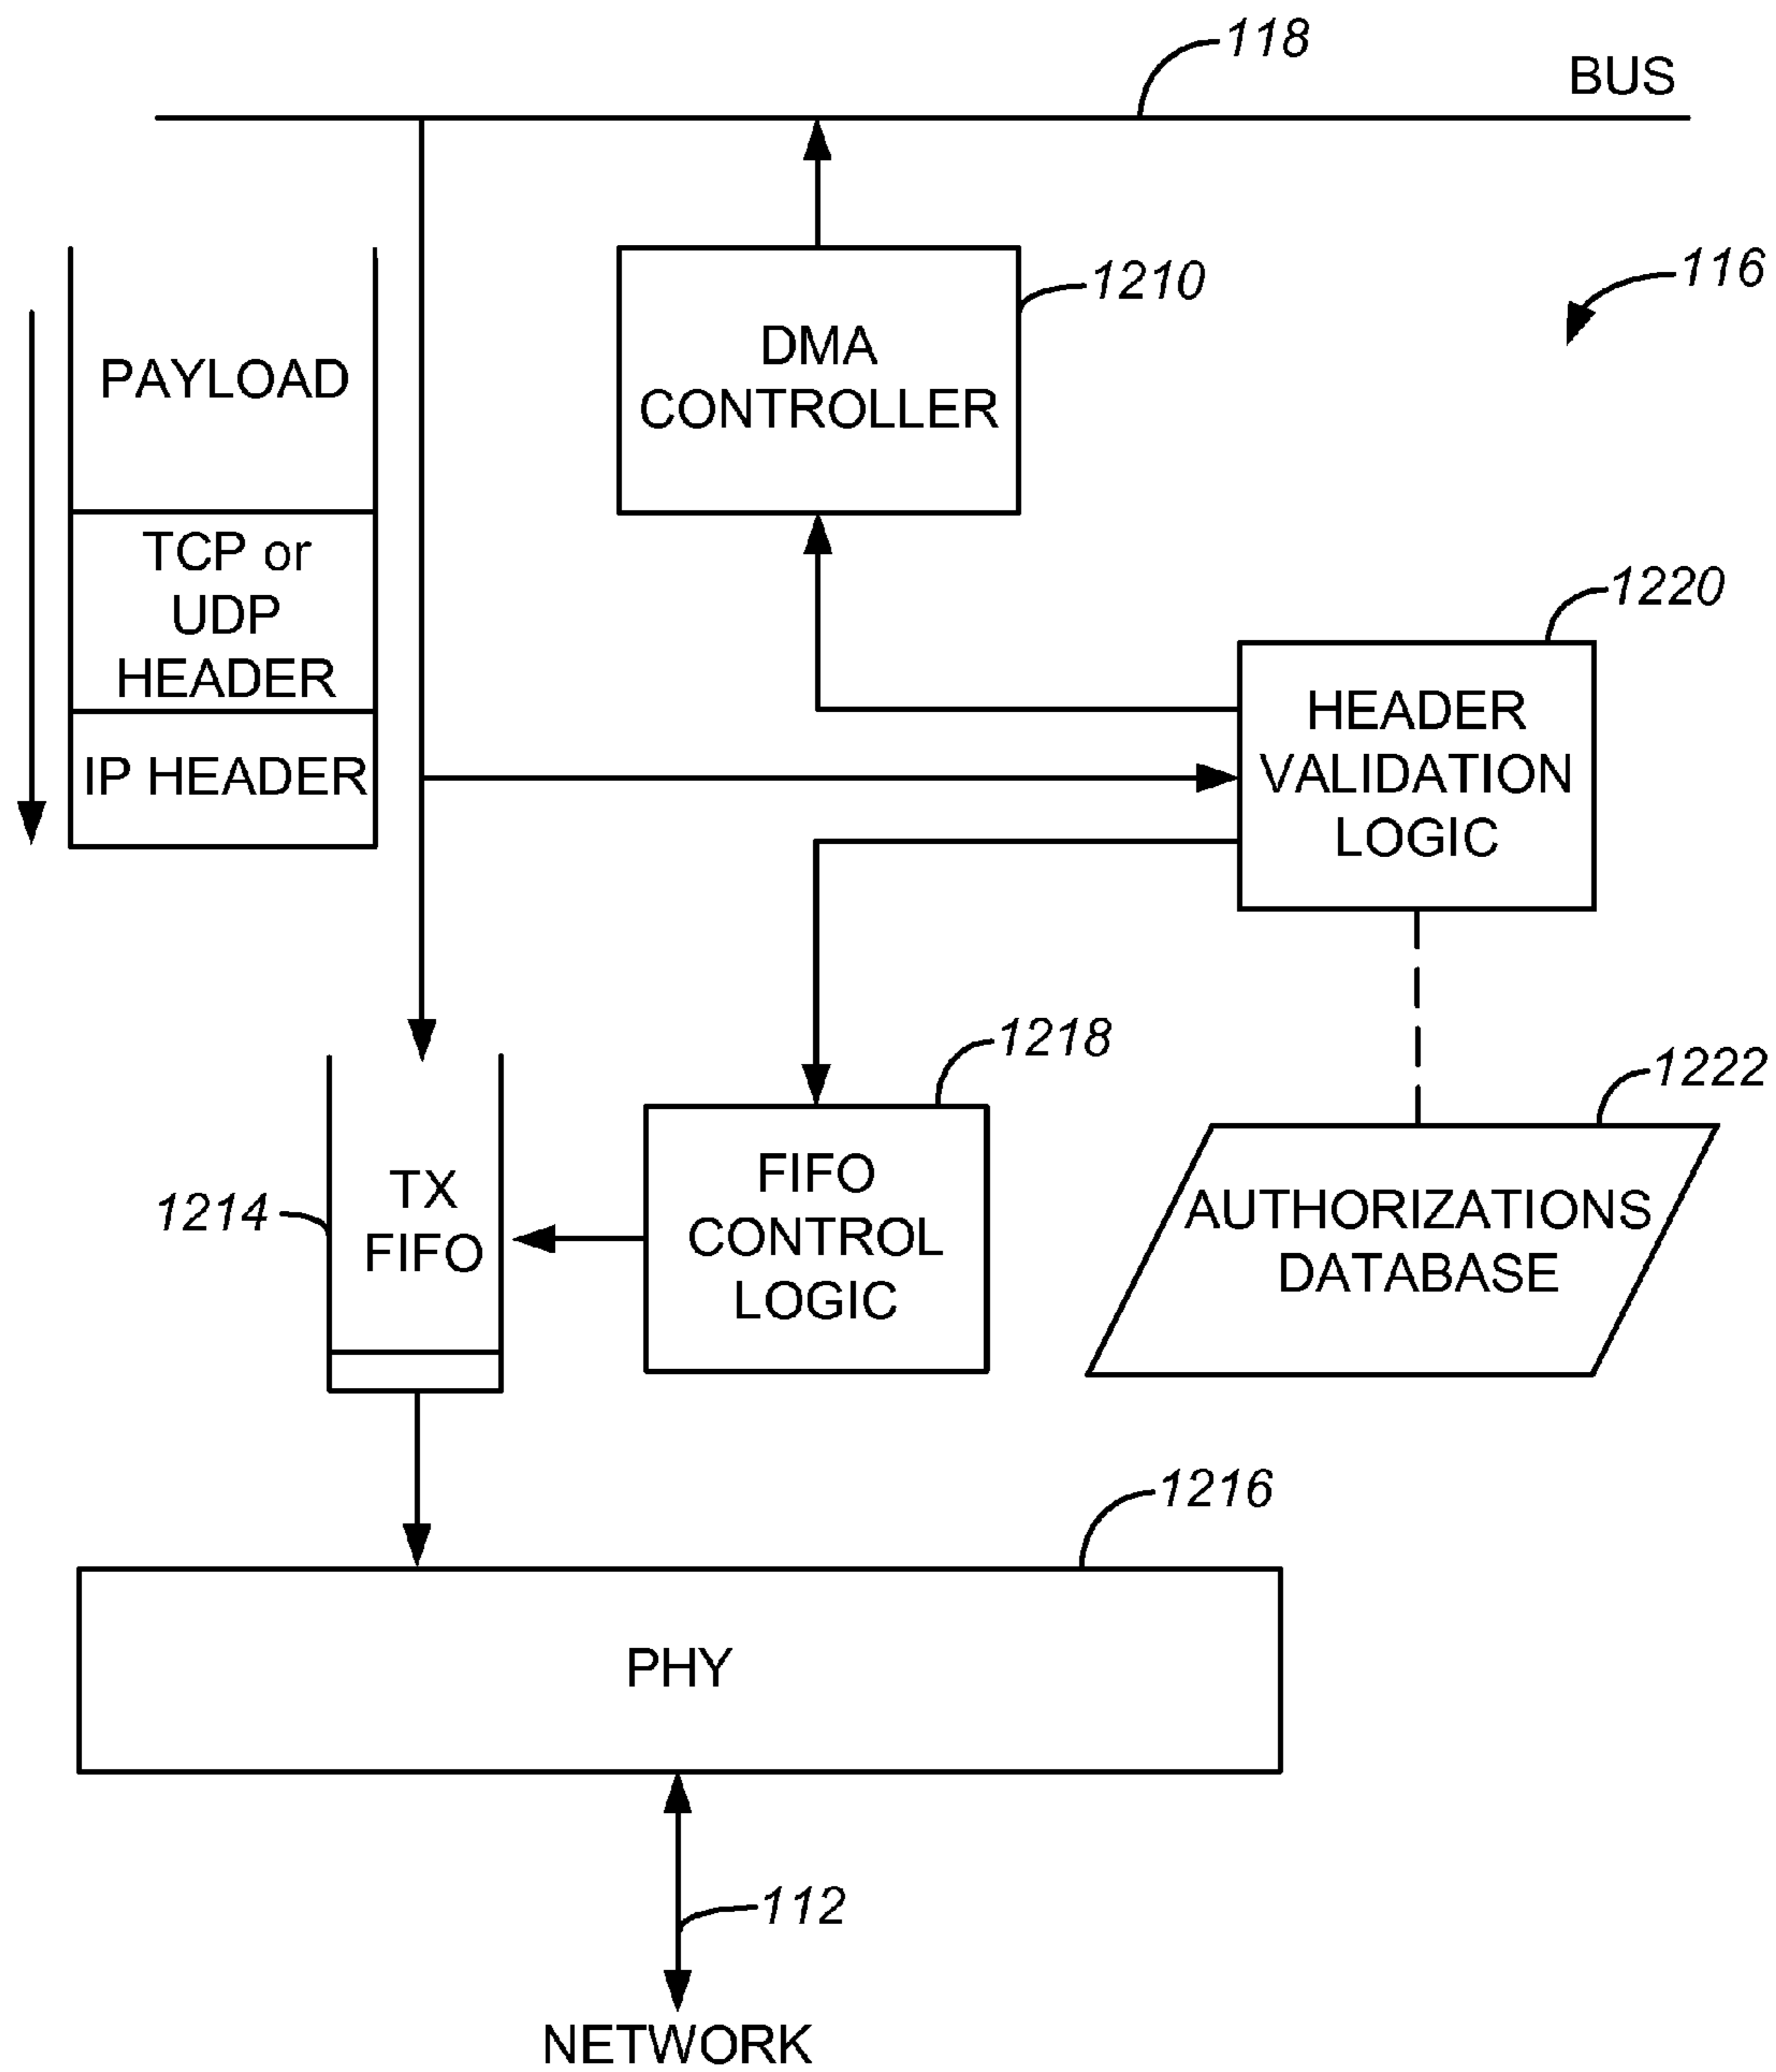 118
BUS
1210
116
DMA
CONTROLLER
PAYLOAD
TCP or
UDP
HEADER
IP HEADER
1220
HEADER
VALIDATION
LOGIC
1218
1222
1214
TX
FIFO
FIFO
CONTROL
LOGIC
AUTHORIZATIONS
DATABASE
1216
PHY
112
NETWORK